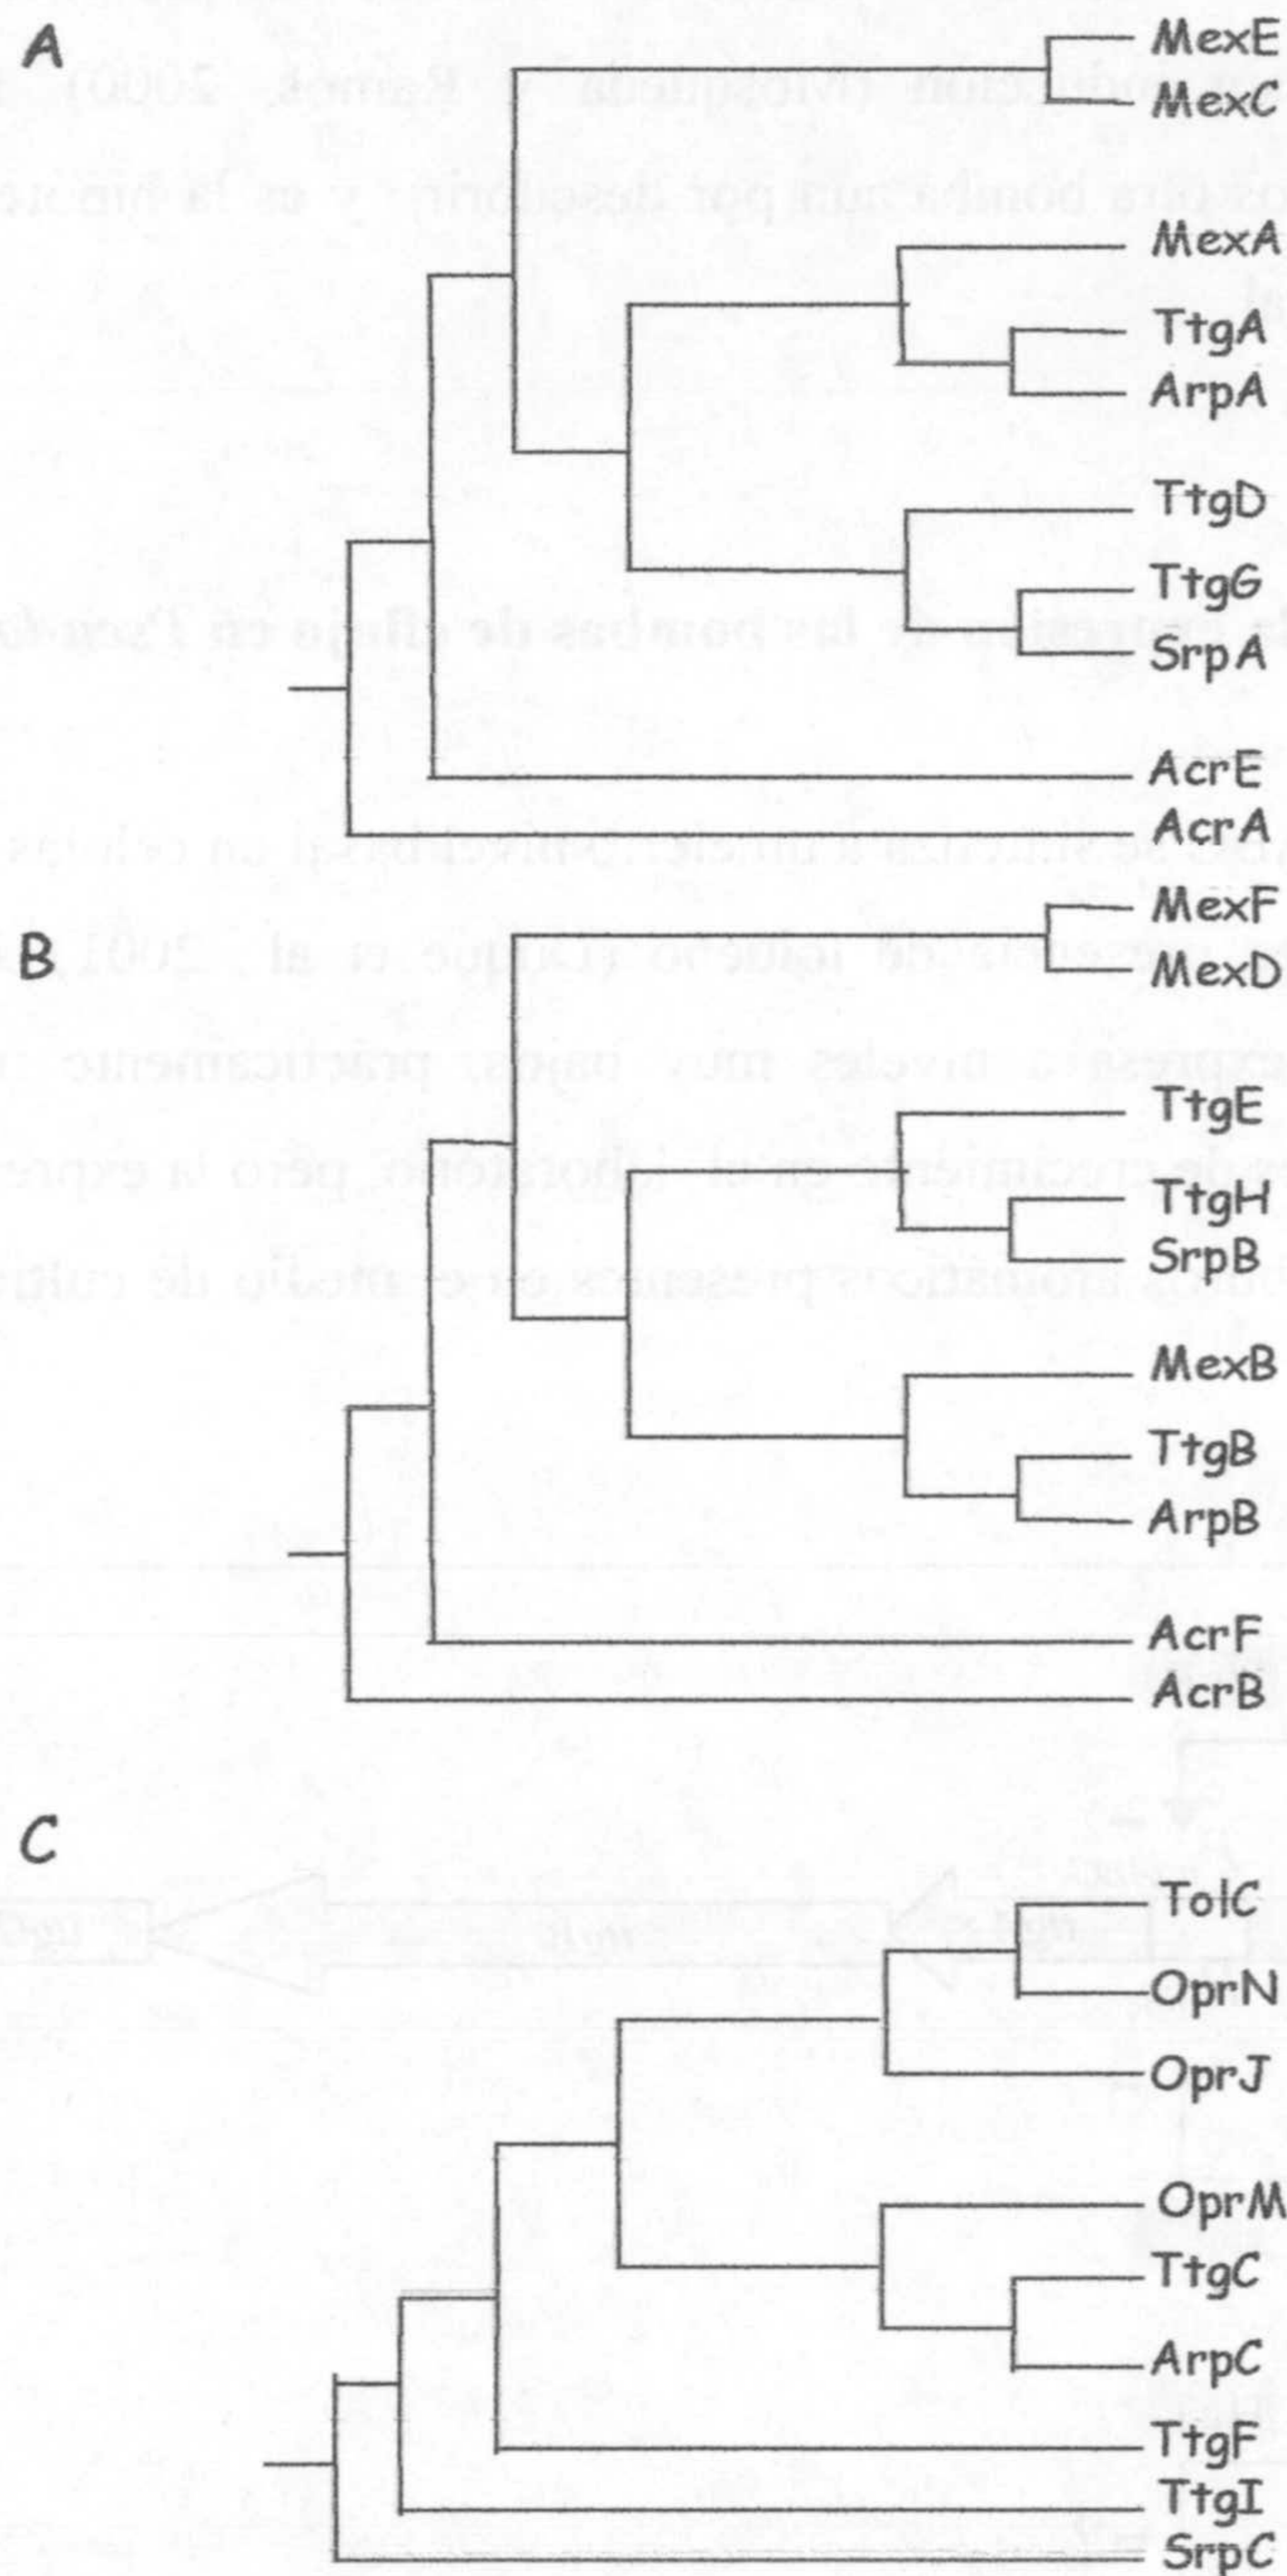 A
MexE
MexC
MexA
TtgA
ArpA
TtgD
TtgG
SrpA
AcrE
AcrA
B
MexF
MexD
TtgE
TtgH
SrpB
MexB
TtgB
ArpB
AcrF
AcrB
C
TolC
OprN
OprJ
OprM
TtgC
ArpC
TtgF
TtgI
SrpC